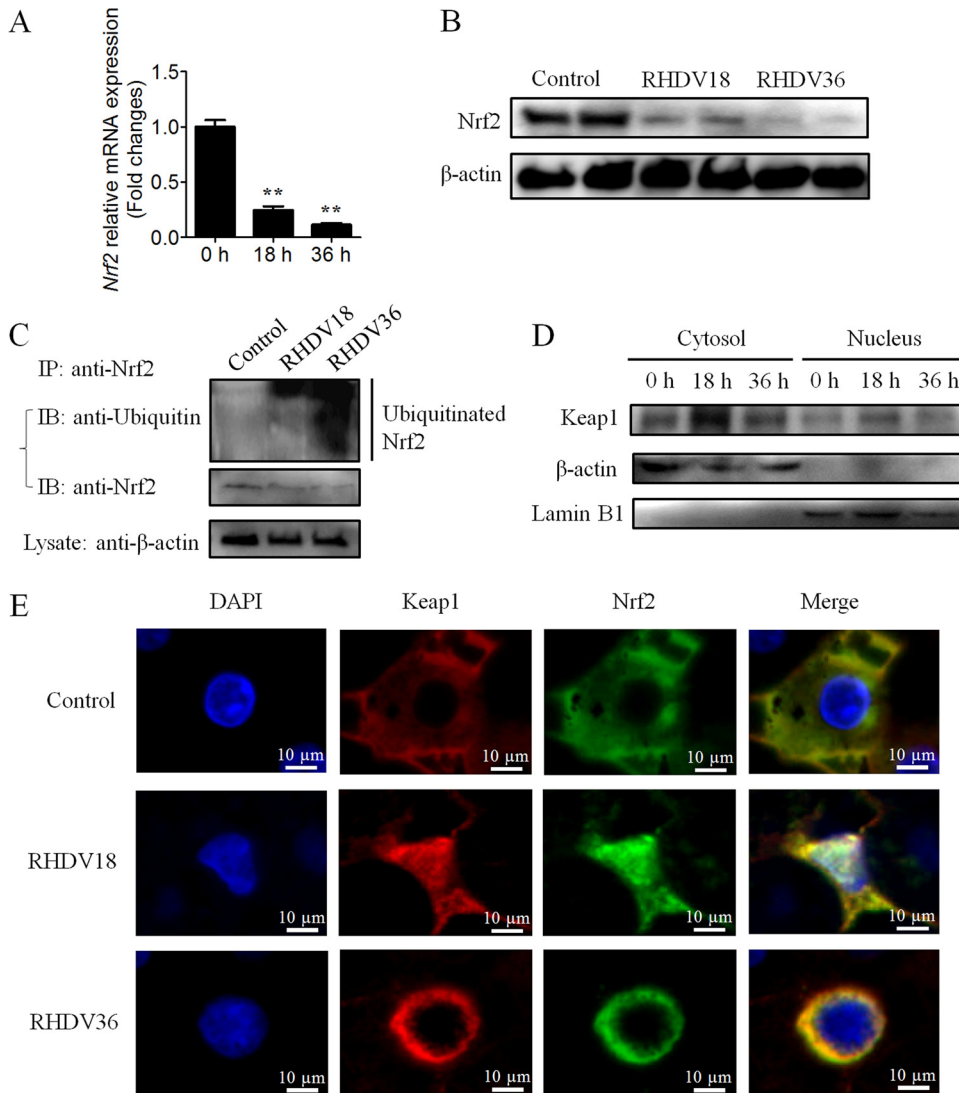 A
Nrf2 relative mRNA expression
(Fold changes)
1.5
1.0
0.5
0.0
**
**
0 h 18 h 36 h
B
Control RHDV18 RHDV36
Nrf2
β-actin
C
Control RHDV18 RHDV36
IP: anti-Nrf2
IB: anti-Ubiquitin
Ubiquitinated
Nrf2
IB: anti-Nrf2
Lysate: anti-β-actin
D
Cytosol Nucleus
0 h 18 h 36 h 0 h 18 h 36 h
Keap1
β-actin
Lamin B1
E
DAPI Keap1 Nrf2 Merge
Control
10 µm 10 µm 10 µm 10 µm
RHDV18
10 µm 10 µm 10 µm 10 µm
RHDV36
10 µm 10 µm 10 µm 10 µm